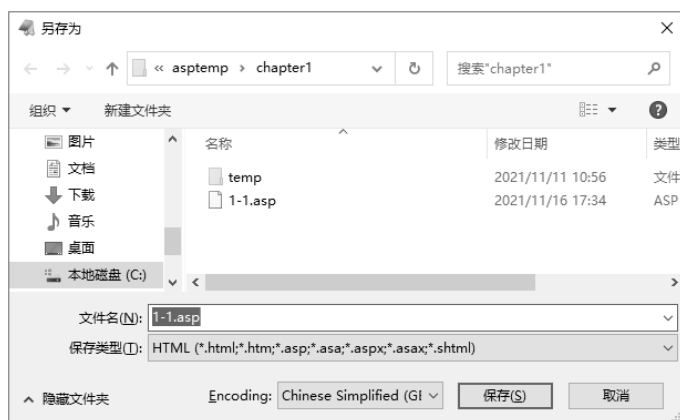 另存为
« asptemp › chapter1
搜索"chapter1"
组织 新建文件夹
图片
文档
下载
音乐
桌面
本地磁盘 (C:)
名称 修改日期 类型
temp 2021/11/11 10:56 文件
1-1.asp 2021/11/16 17:34 ASP
文件名(N): 1-1.asp
保存类型(T): HTML (*.html;*.htm;*.asp;*.asa;*.aspx;*.asax;*.shtml)
隐藏文件夹 Encoding: Chinese Simplified (GI 保存(S) 取消